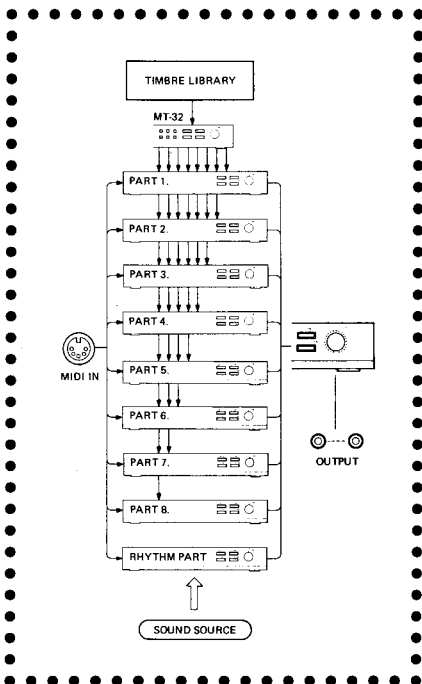 TIMBRE LIBRARY
MT-32
PART 1.
PART 2.
PART 3.
PART 4.
PART 5.
PART 6.
PART 7.
PART 8.
RHYTHM PART
MIDI IN
OUTPUT
SOUND SOURCE